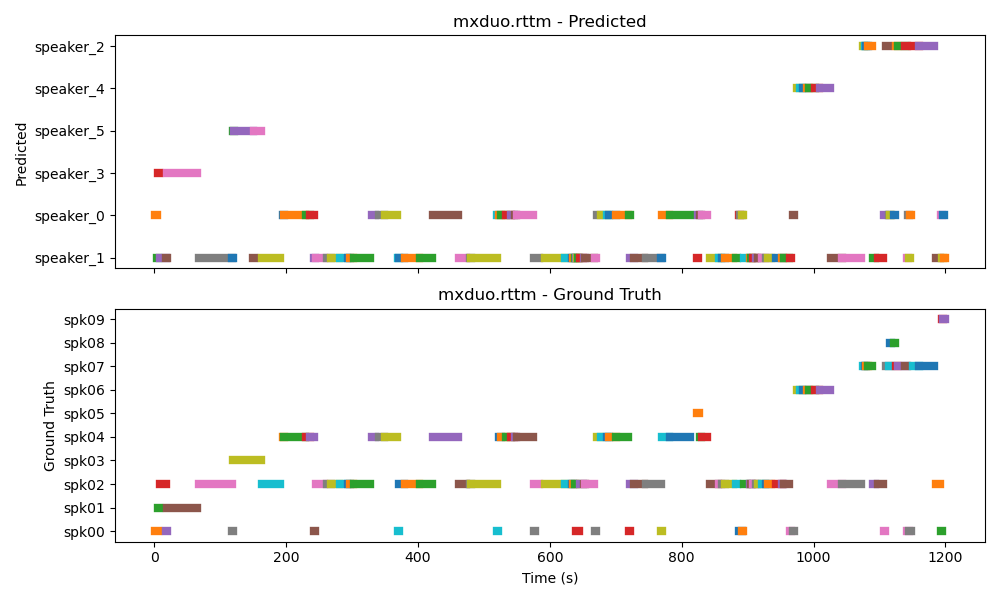 mxduo.rttm - Predicted
speaker_2
speaker_4
speaker_5
speaker_3
speaker_0
speaker_1
Predicted
mxduo.rttm - Ground Truth
spk09
spk08
spk07
spk06
spk05
spk04
spk03
spk02
spk01
spk00
Ground Truth
0 200 400 600 800 1000 1200
Time (s)